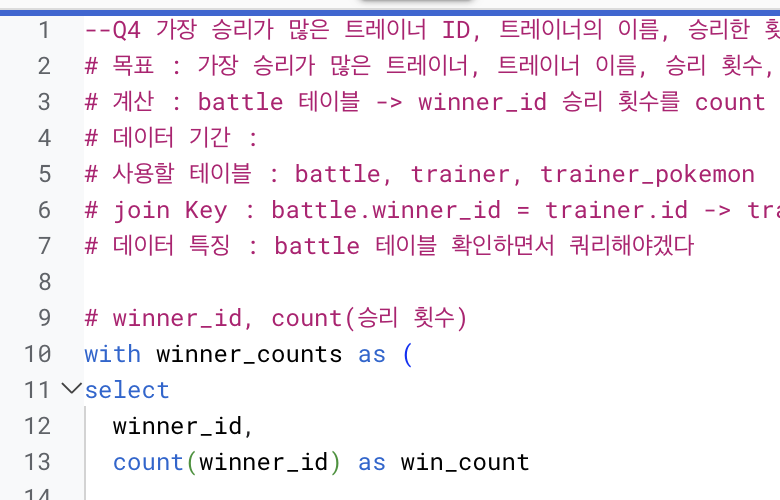 1 --Q4 가장 승리가 많은 트레이너 ID, 트레이너의 이름, 승리한
2 # 목표 : 가장 승리가 많은 트레이너, 트레이너 이름, 승리 횟수,
3 # 계산 : battle 테이블 -> winner_id 승리 횟수를 count
4 # 데이터 기간 :
5 # 사용할 테이블 : battle, trainer, trainer_pokemon
6 # join Key : battle.winner_id = trainer.id ->
7 # 데이터 특징 : battle 테이블 확인하면서 쿼리해야겠다
8
9 # winner_id, count(승리 횟수)
10 with winner_counts as (
11 select
12 winner_id,
13 count(winner_id) as win_count
14